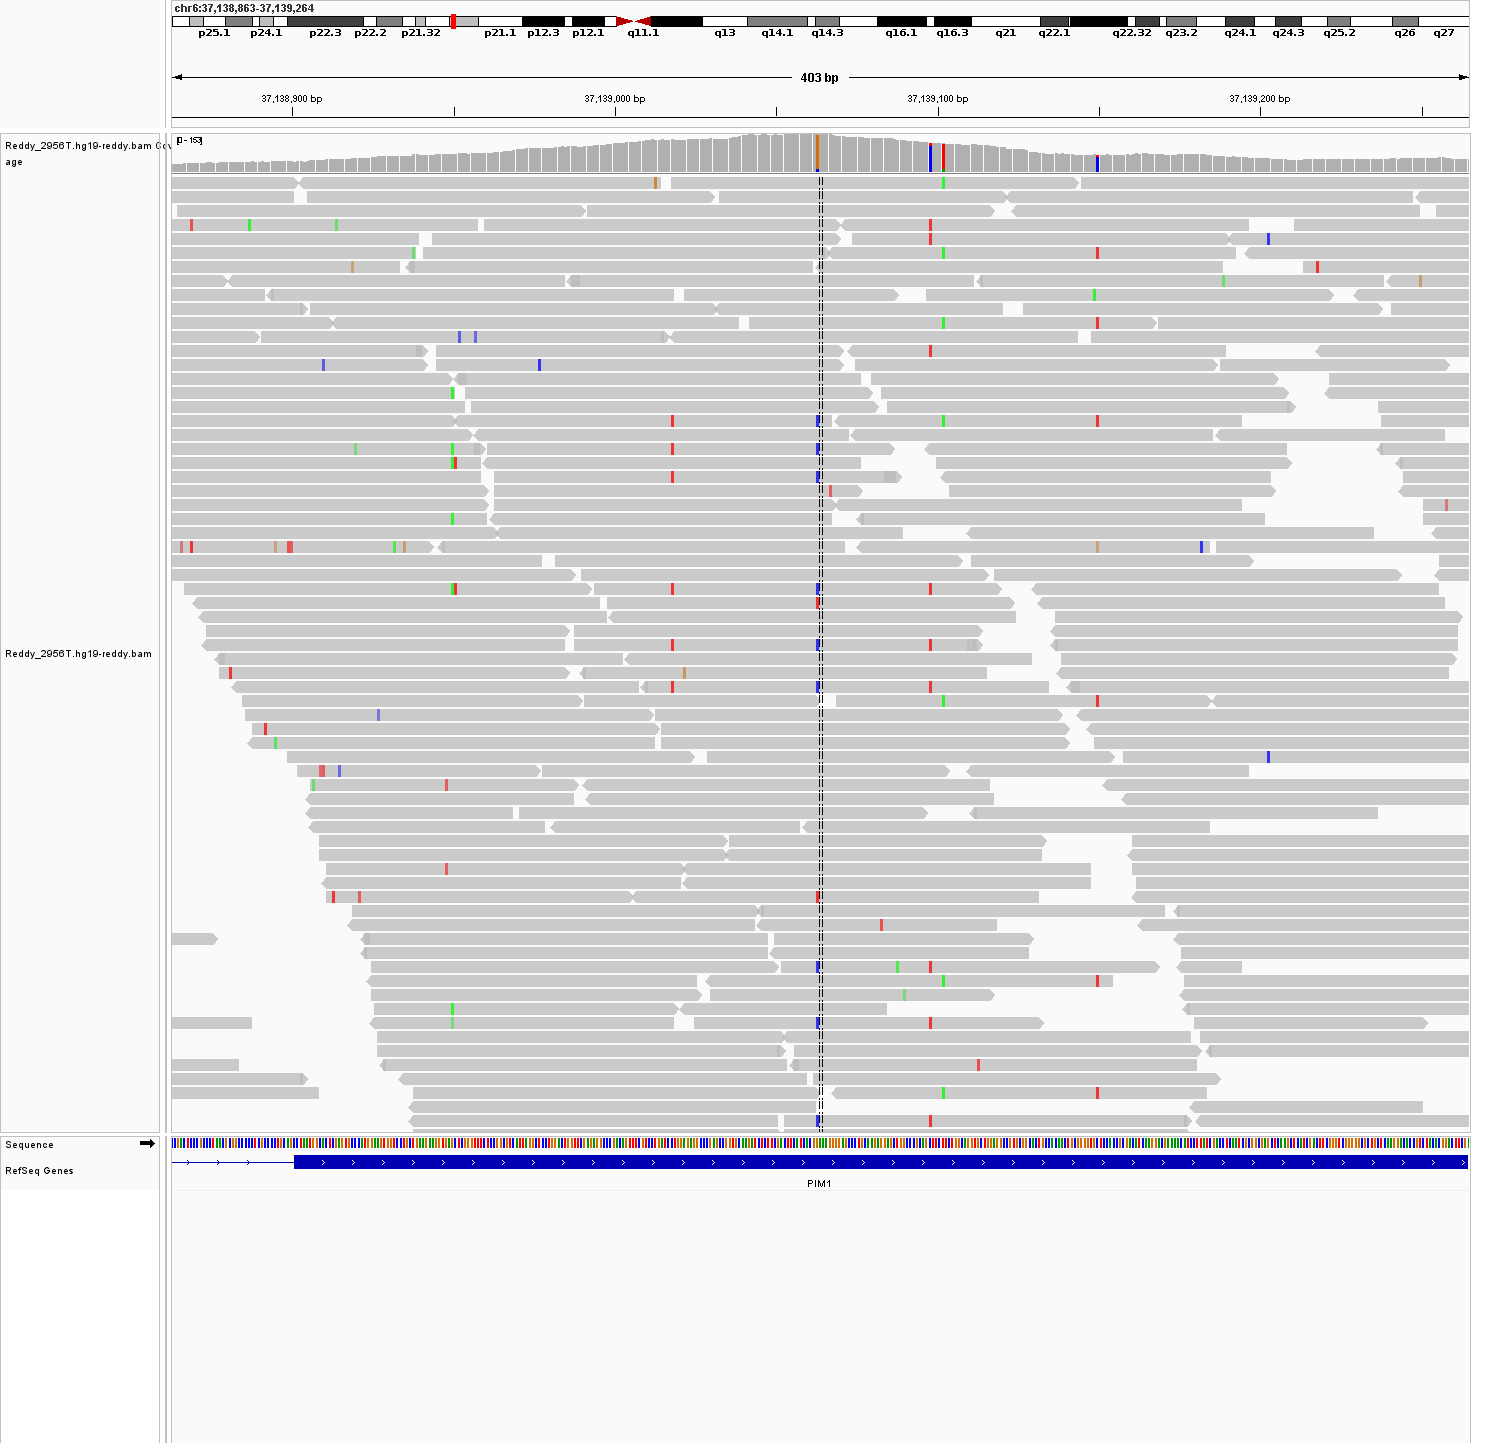 chr6:37,138,863-37,139,264
p25.1 p24.1 p22.3 p22.2 p21.32 p21.1 p12.3 p12.1 q11.1 q13 q14.1 q14.3 q16.1 q16.3 q21 q22.1 q22.32 q23.2 q24.1 q24.3 q25.2 q26 q27
403 bp
37,138,900 bp 37,139,000 bp 37,139,100 bp 37,139,200 bp
[0 - 153]
Reddy_2956T.hg19-reddy.bam Cov
age
Reddy_2956T.hg19-reddy.bam
Sequence
RefSeq Genes
PIM1